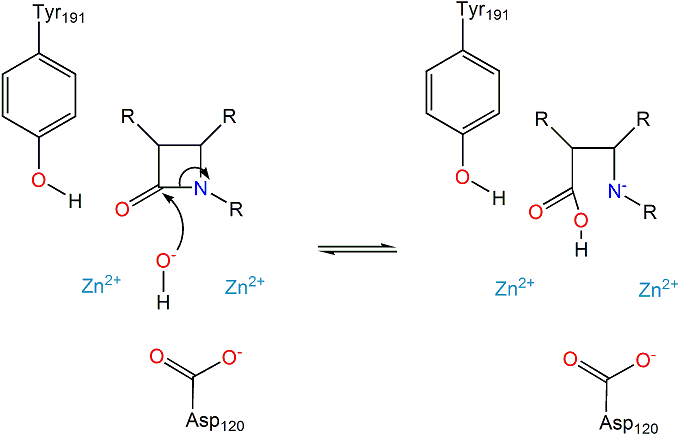 Tyr191 Tyr191
R R R R
O H O N R O H O N- R
O- O H
H
Zn2+ Zn2+ Zn2+ Zn2+
O O- O O-
Asp120 Asp120